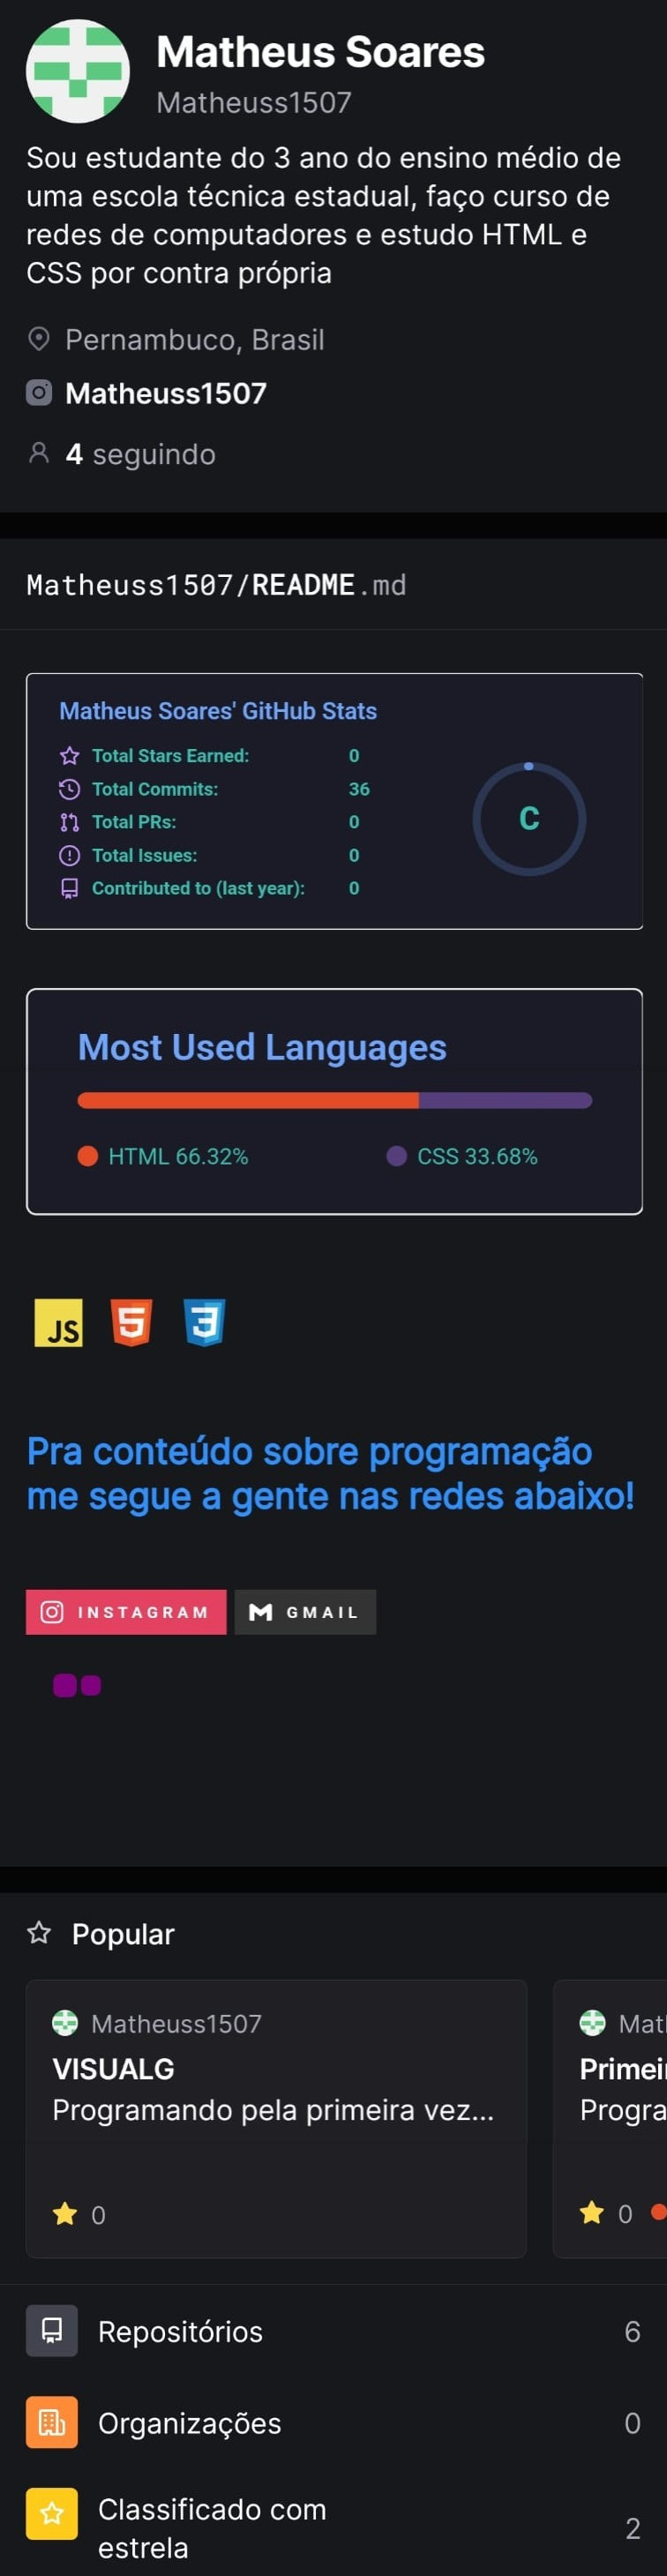 Matheus Soares
Matheuss1507
Sou estudante do 3 ano do ensino médio de
uma escola técnica estadual, faço curso de
redes de computadores e estudo HTML e
CSS por contra própria
Pernambuco, Brasil
Matheuss1507
4 seguindo
Matheuss1507/README.md
Matheus Soares' GitHub Stats
Total Stars Earned: 0
Total Commits: 36
Total PRs: 0
Total Issues: 0
Contributed to (last year): 0
C
Most Used Languages
HTML 66.32% CSS 33.68%
JS 5 3
Pra conteúdo sobre programação
me segue a gente nas redes abaixo!
INSTAGRAM GMAIL
Popular
Matheuss1507
VISUALG
Programando pela primeira vez...
0
Mat
Primei
Progra
0
Repositórios 6
Organizações 0
Classificado com
estrela 2